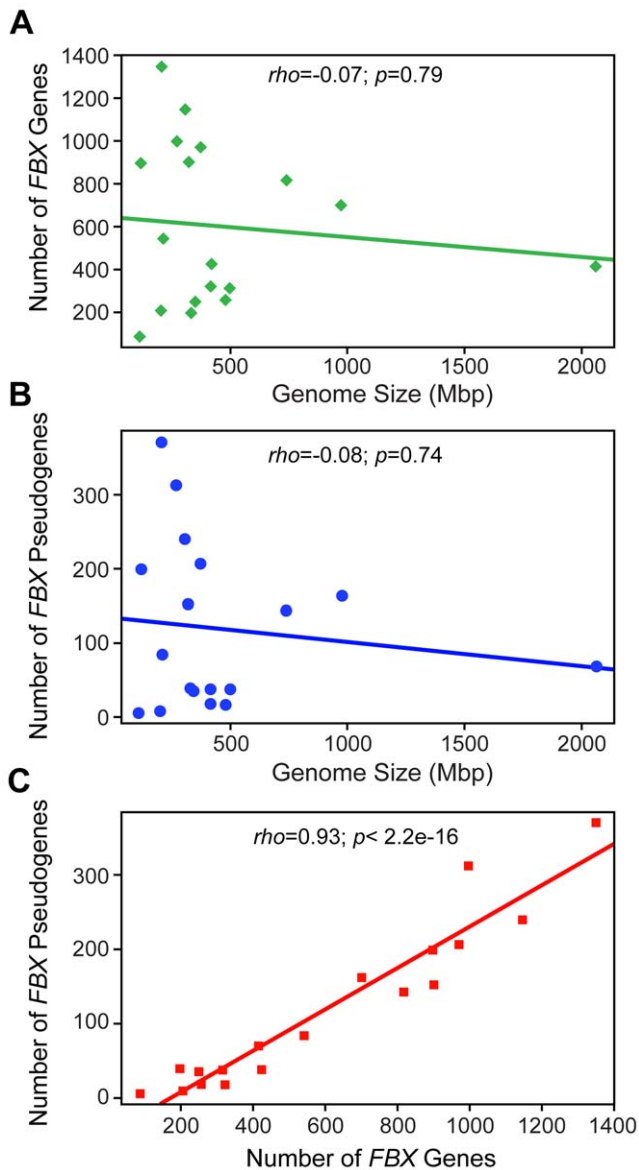 A
rho=-0.07; p=0.79
Number of FBX Genes
1400
1200
1000
800
600
400
200
500 1000 1500 2000
Genome Size (Mbp)
B
rho=-0.08; p=0.74
Number of FBX Pseudogenes
300
200
100
0
500 1000 1500 2000
Genome Size (Mbp)
C
rho=0.93; p< 2.2e-16
Number of FBX Pseudogenes
300
200
100
0
200 400 600 800 1000 1200 1400
Number of FBX Genes